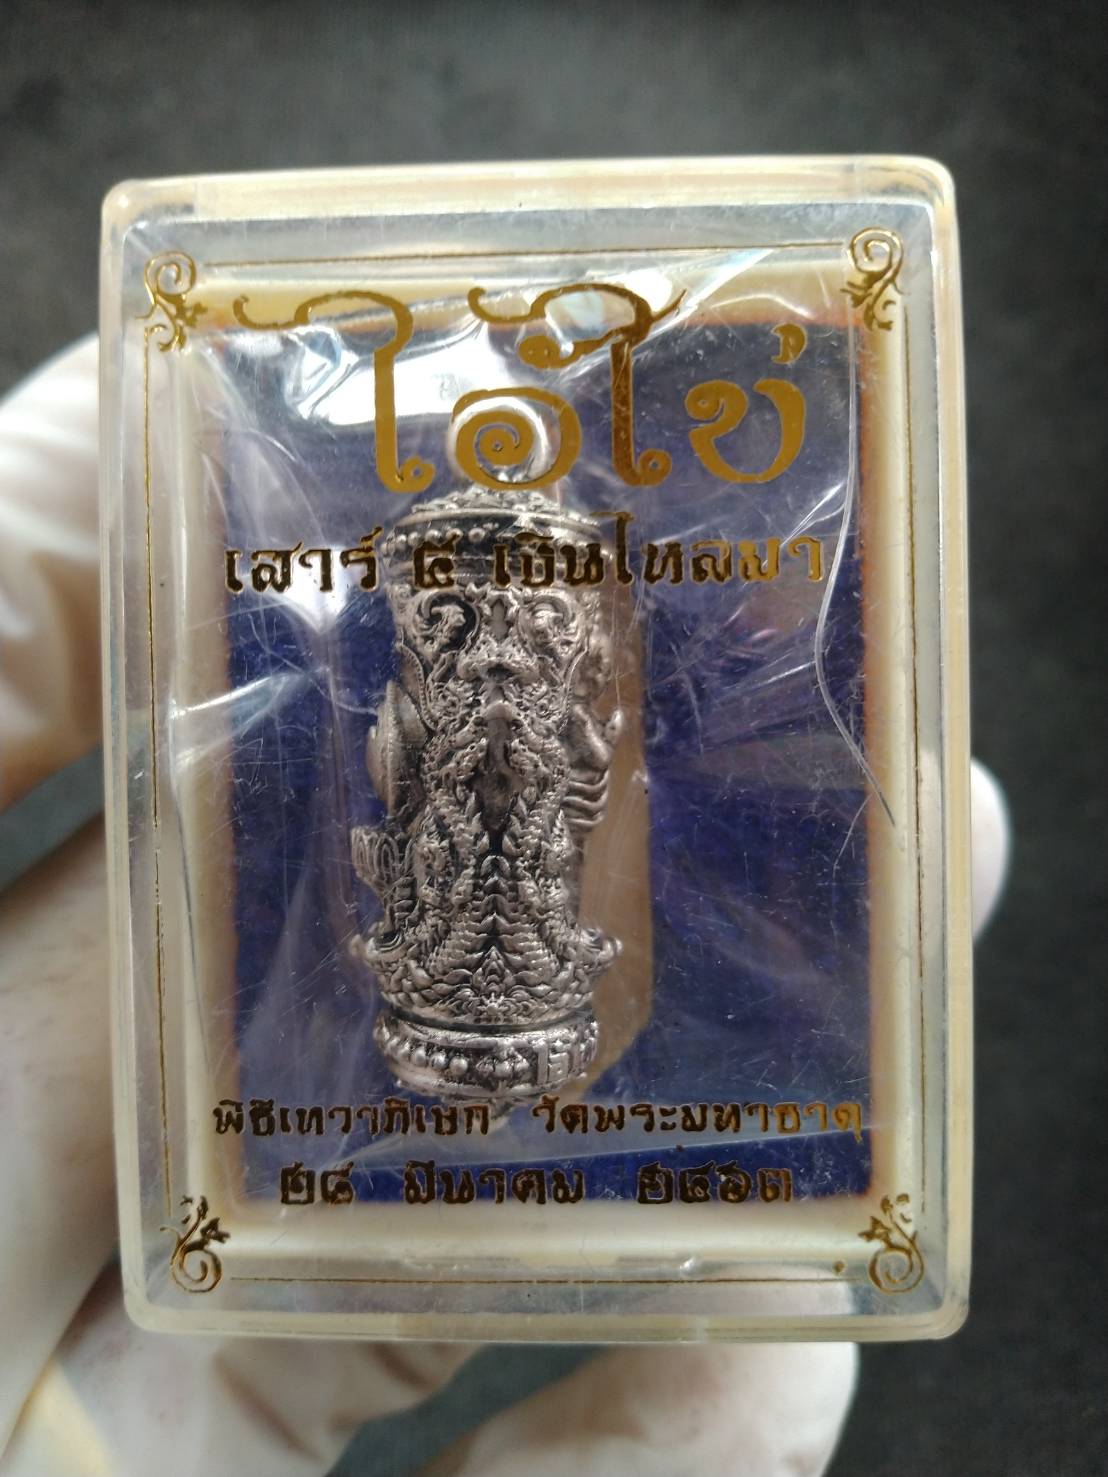 ไอ้ไข่
เสาร์ ๕ เงินไหลมา
พิธีเทวาภิเษก วัดพระมหาธาตุ
๒๘ มีนาคม ๒๕๖๓